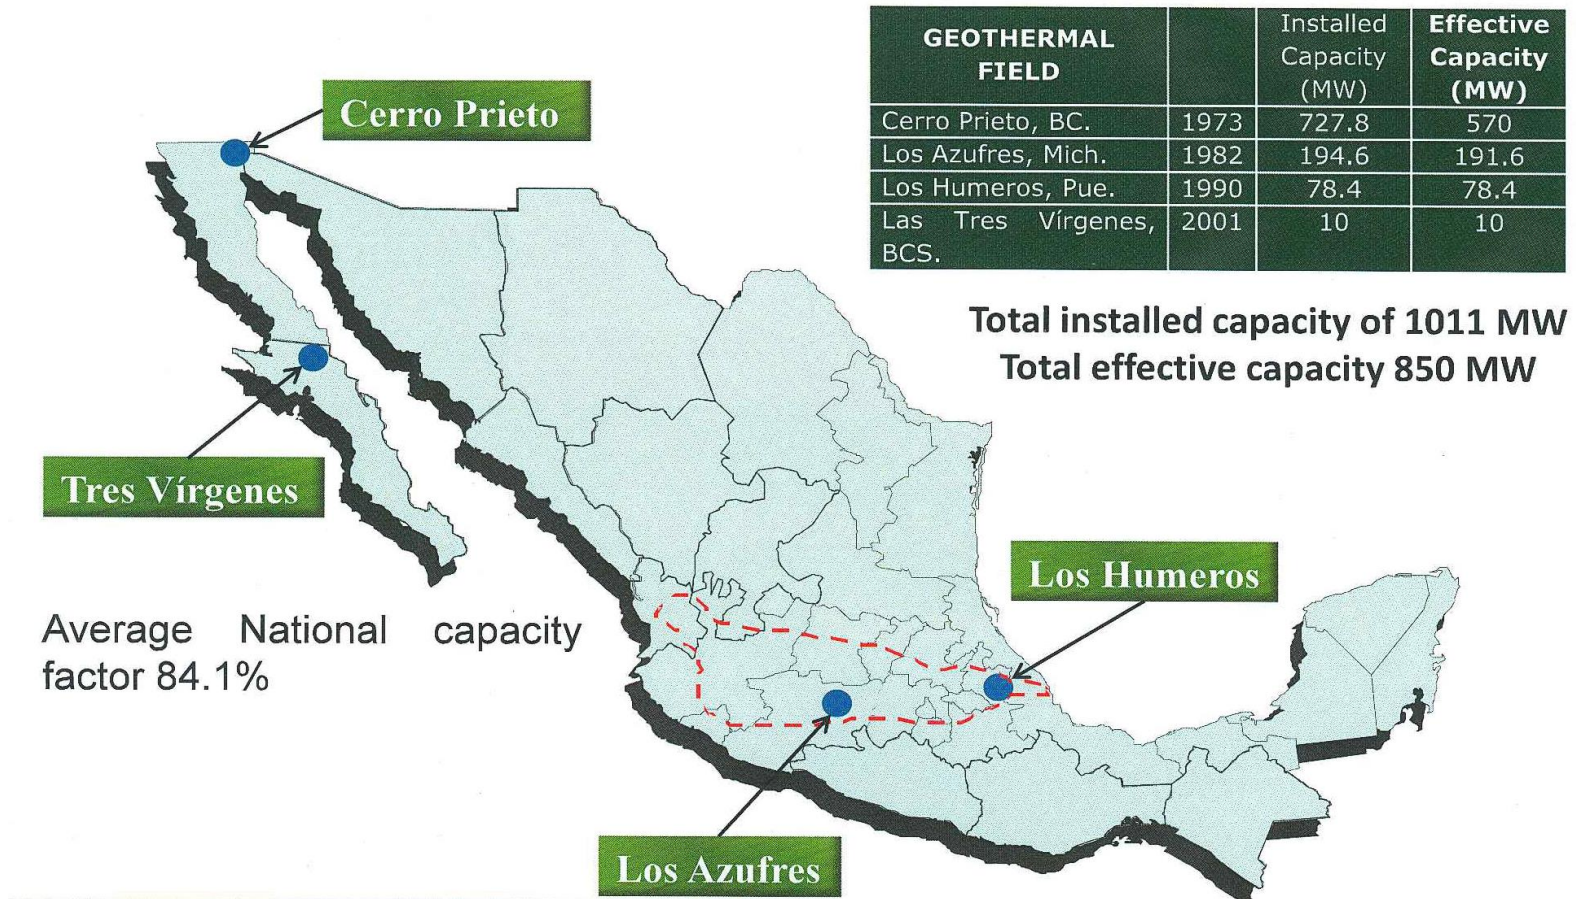 GEOTHERMAL
FIELD
Installed
Capacity
(MW)
Effective
Capacity
(MW)
Cerro Prieto, BC. 1973 727.8 570
Los Azufres, Mich. 1982 194.6 191.6
Los Humeros, Pue. 1990 78.4 78.4
Las Tres Vírgenes, 2001 10 10
BCS.
Total installed capacity of 1011 MW
Total effective capacity 850 MW
Cerro Prieto
Tres Vírgenes
Los Humeros
Average National capacity
factor 84.1%
Los Azufres